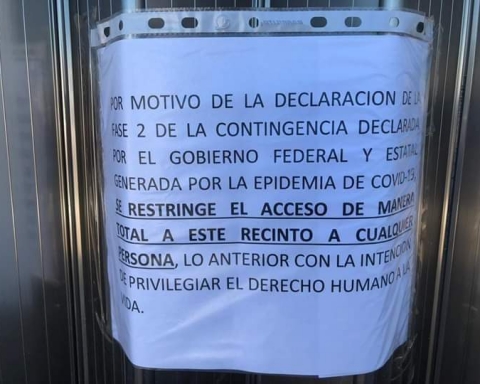 POR MOTIVO DE LA DECLARACION DE LA
FASE 2 DE LA CONTINGENCIA DECLARADA
POR EL GOBIERNO FEDERAL Y ESTATAL
GENERADA POR LA EPIDEMIA DE COVID-19,
SE RESTRINGE EL ACCESO DE MANERA
TOTAL A ESTE RECINTO A CUALQUIER
PERSONA, LO ANTERIOR CON LA INTENCION
DE PRIVILEGIAR EL DERECHO HUMANO A LA
VIDA.